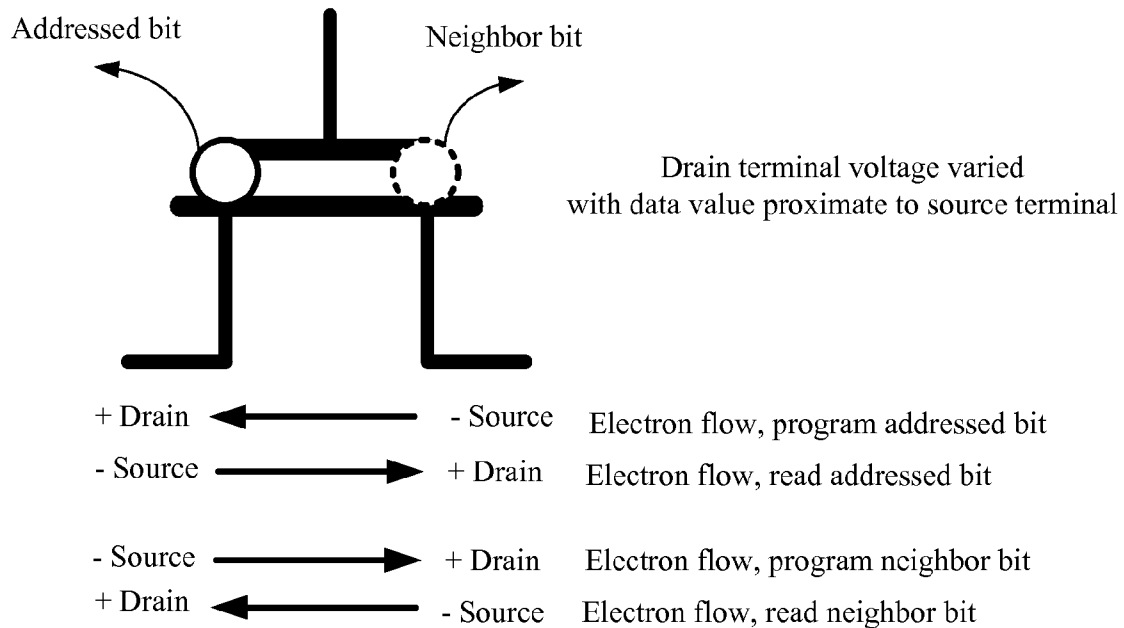 Addressed bit
Neighbor bit
Drain terminal voltage varied
with data value proximate to source terminal
+ Drain - Source Electron flow, program addressed bit
- Source + Drain Electron flow, read addressed bit
- Source + Drain Electron flow, program neighbor bit
+ Drain - Source Electron flow, read neighbor bit